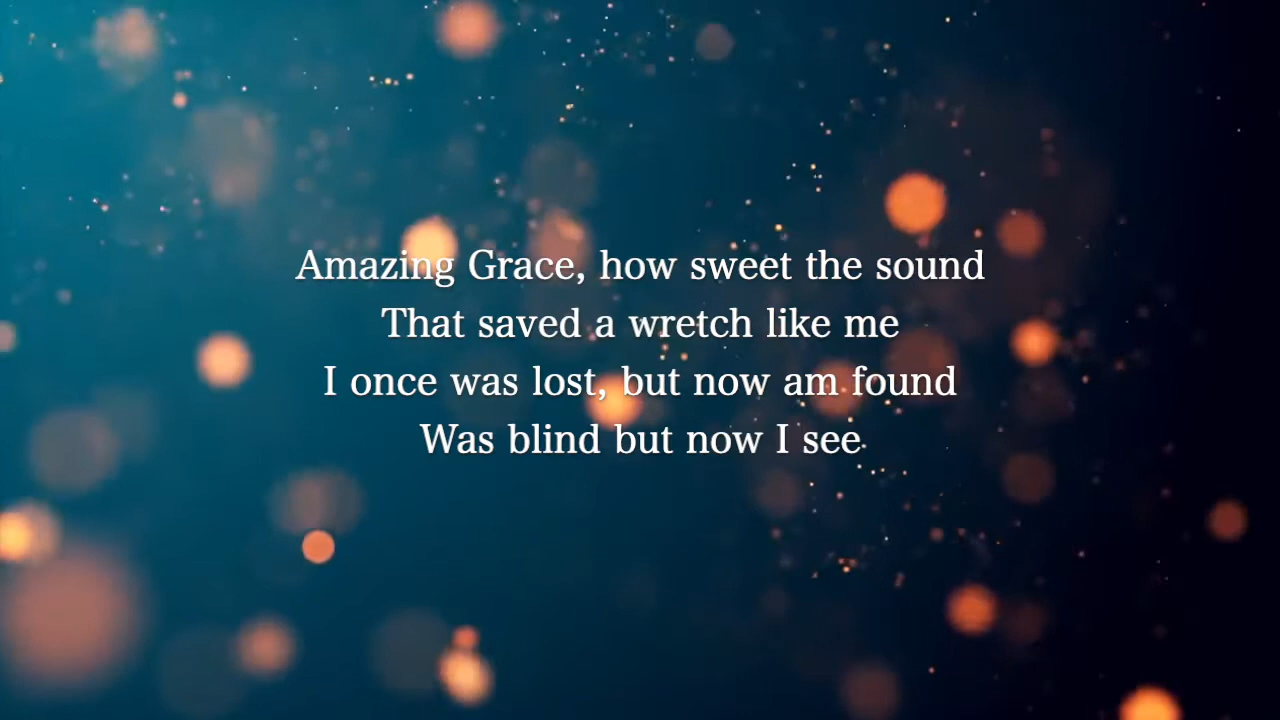 Amazing Grace, how sweet the sound
That saved a wretch like me
I once was lost, but now am found
Was blind but now I see